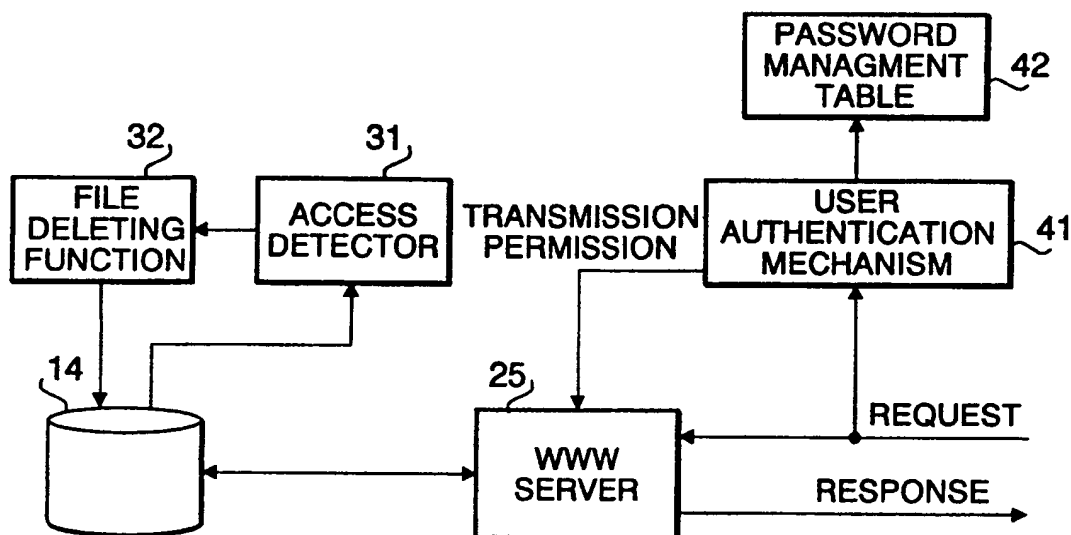 PASSWORD
MANAGMENT
TABLE
42
32
31
FILE
DELETING
FUNCTION
ACCESS
DETECTOR
TRANSMISSION
PERMISSION
USER
AUTHENTICATION
MECHANISM
41
14
25
WWW
SERVER
REQUEST
RESPONSE